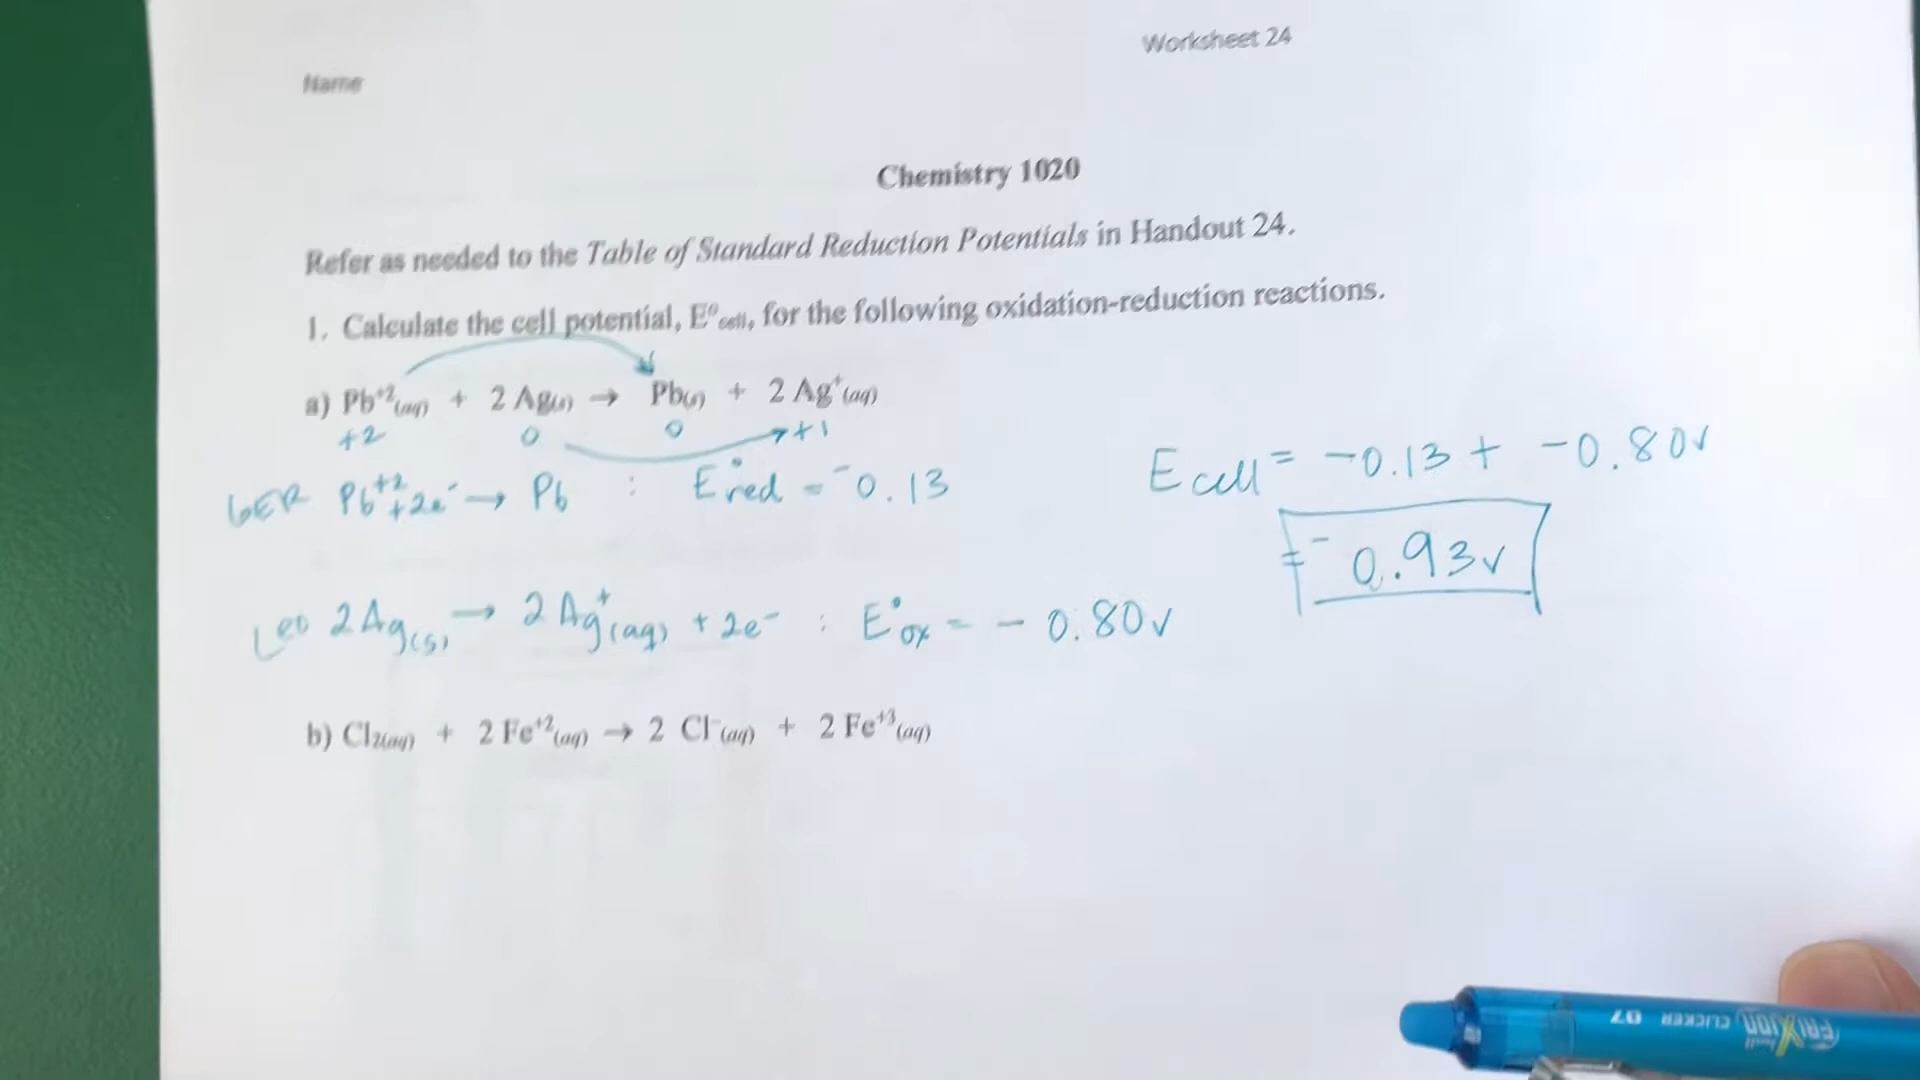 Worksheet 24
Name
Chemistry 1020
Refer as needed to the Table of Standard Reduction Potentials in Handout 24.
1. Calculate the cell potential, E°cell, for the following oxidation-reduction reactions.
a) Pb+2(aq) + 2 Ag(s) → Pb(s) + 2 Ag+(aq)
+2 0 0 +1
GER Pb+2 + 2e- → Pb : E°red = -0.13
Ecell = -0.13 + -0.80v
= -0.93v
LEO 2Ag(s) → 2Ag+(aq) + 2e- : E°ox = - 0.80v
b) Cl2(aq) + 2 Fe+2(aq) → 2 Cl-(aq) + 2 Fe+3(aq)
FRIXION CLICKER 07